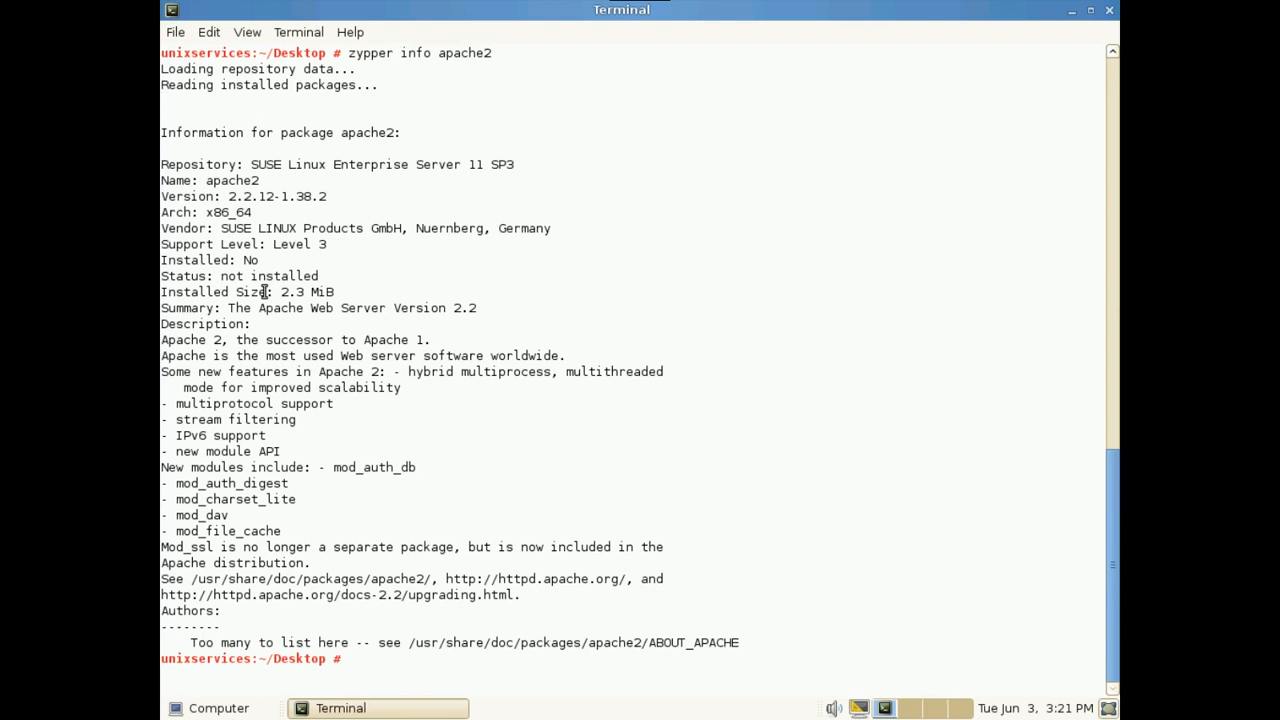 Terminal
File Edit View Terminal Help
unixservices:~/Desktop # zypper info apache2
Loading repository data...
Reading installed packages...
Information for package apache2:
Repository: SUSE Linux Enterprise Server 11 SP3
Name: apache2
Version: 2.2.12-1.38.2
Arch: x86_64
Vendor: SUSE LINUX Products GmbH, Nuernberg, Germany
Support Level: Level 3
Installed: No
Status: not installed
Installed Size: 2.3 MiB
Summary: The Apache Web Server Version 2.2
Description:
Apache 2, the successor to Apache 1.
Apache is the most used Web server software worldwide.
Some new features in Apache 2: - hybrid multiprocess, multithreaded
mode for improved scalability
- multiprotocol support
- stream filtering
- IPv6 support
- new module API
New modules include: - mod_auth_db
- mod_auth_digest
- mod_charset_lite
- mod_dav
- mod_file_cache
Mod_ssl is no longer a separate package, but is now included in the
Apache distribution.
See /usr/share/doc/packages/apache2/, http://httpd.apache.org/, and
http://httpd.apache.org/docs-2.2/upgrading.html.
Authors:
--------
Too many to list here -- see /usr/share/doc/packages/apache2/ABOUT_APACHE
unixservices:~/Desktop #
Computer Terminal Tue Jun 3, 3:21 PM